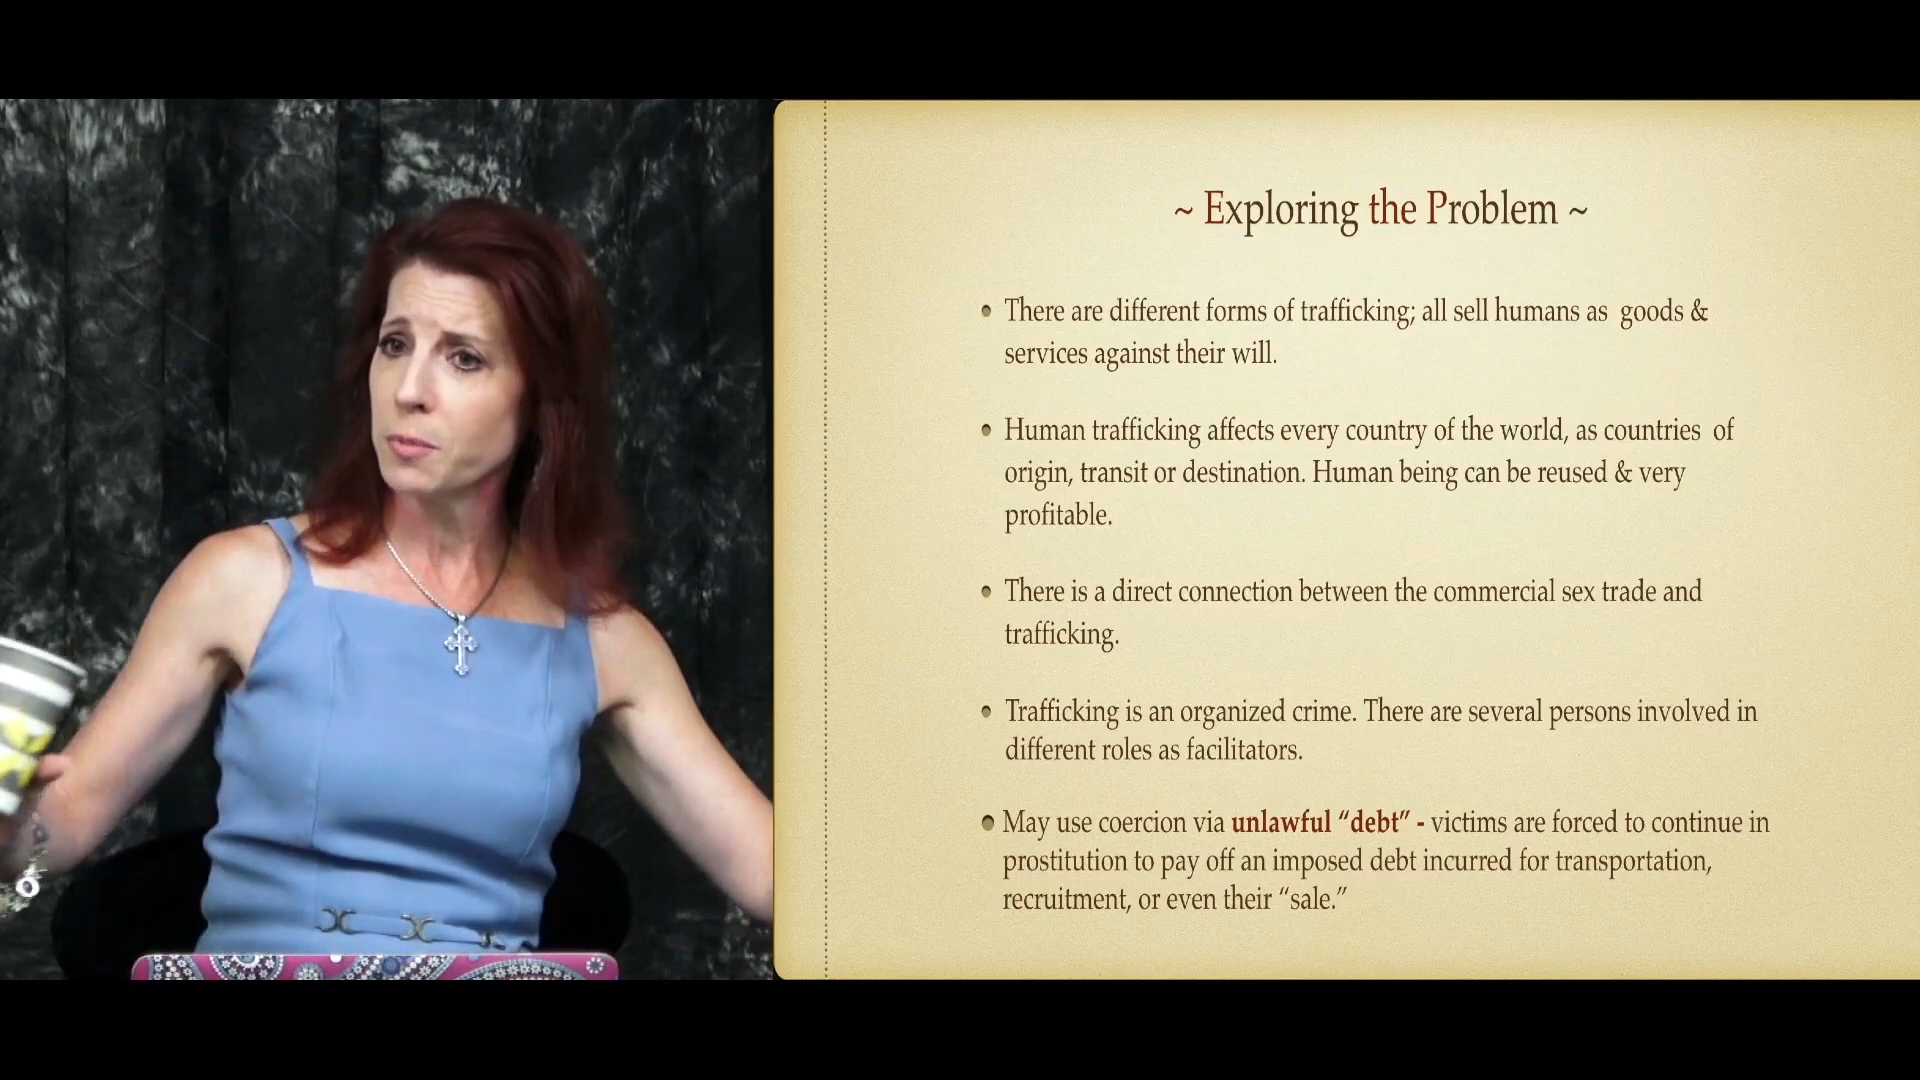 ~ Exploring the Problem ~
• There are different forms of trafficking; all sell humans as goods &
services against their will.
• Human trafficking affects every country of the world, as countries of
origin, transit or destination. Human being can be reused & very
profitable.
• There is a direct connection between the commercial sex trade and
trafficking.
• Trafficking is an organized crime. There are several persons involved in
different roles as facilitators.
• May use coercion via unlawful “debt” - victims are forced to continue in
prostitution to pay off an imposed debt incurred for transportation,
recruitment, or even their “sale.”